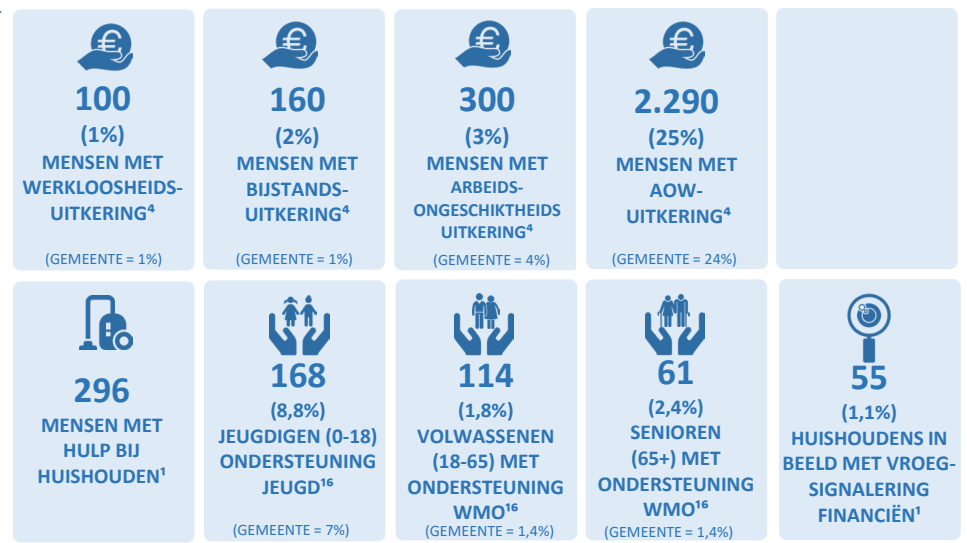 100
(1%)
MENSEN MET
WERKLOOSHEIDS-
UITKERING⁴
(GEMEENTE = 1%)
160
(2%)
MENSEN MET
BIJSTANDS-
UITKERING⁴
(GEMEENTE = 1%)
300
(3%)
MENSEN MET
ARBEIDS-
ONGESCHIKTHEIDS
UITKERING⁴
(GEMEENTE = 4%)
2.290
(25%)
MENSEN MET
AOW-
UITKERING⁴
(GEMEENTE = 24%)
296
MENSEN MET
HULP BIJ
HUISHOUDEN¹
168
(8,8%)
JEUGDIGEN (0-18)
ONDERSTEUNING
JEUGD¹⁶
(GEMEENTE = 7%)
114
(1,8%)
VOLWASSENEN
(18-65) MET
ONDERSTEUNING
WMO¹⁶
(GEMEENTE = 1,4%)
61
(2,4%)
SENIOREN
(65+) MET
ONDERSTEUNING
WMO¹⁶
(GEMEENTE = 1,4%)
55
(1,1%)
HUISHOUDENS IN
BEELD MET VROEG-
SIGNALERING
FINANCIËN¹